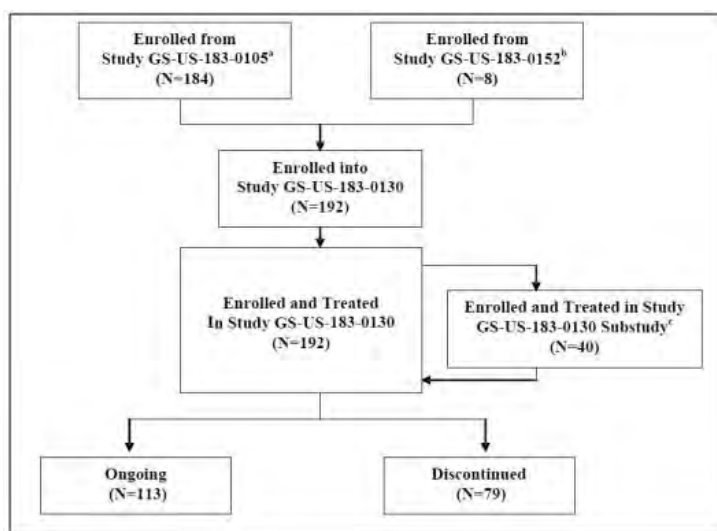 Enrolled from
Study GS-US-183-0105a
(N=184)
Enrolled from
Study GS-US-183-0152b
(N=8)
Enrolled into
Study GS-US-183-0130
(N=192)
Enrolled and Treated
In Study GS-US-183-0130
(N=192)
Enrolled and Treated in Study
GS-US-183-0130 Substudyc
(N=40)
Ongoing
(N=113)
Discontinued
(N=79)